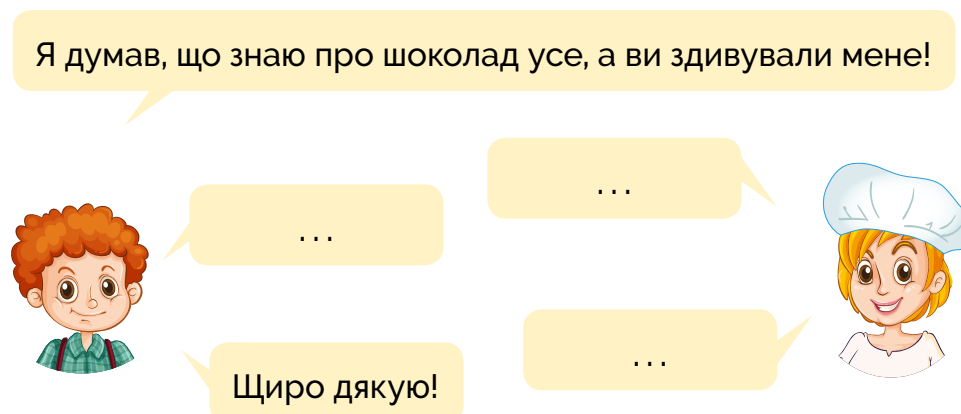 Я думав, що знаю про шоколад усе, а ви здивували мене!
...
...
...
Щиро дякую!